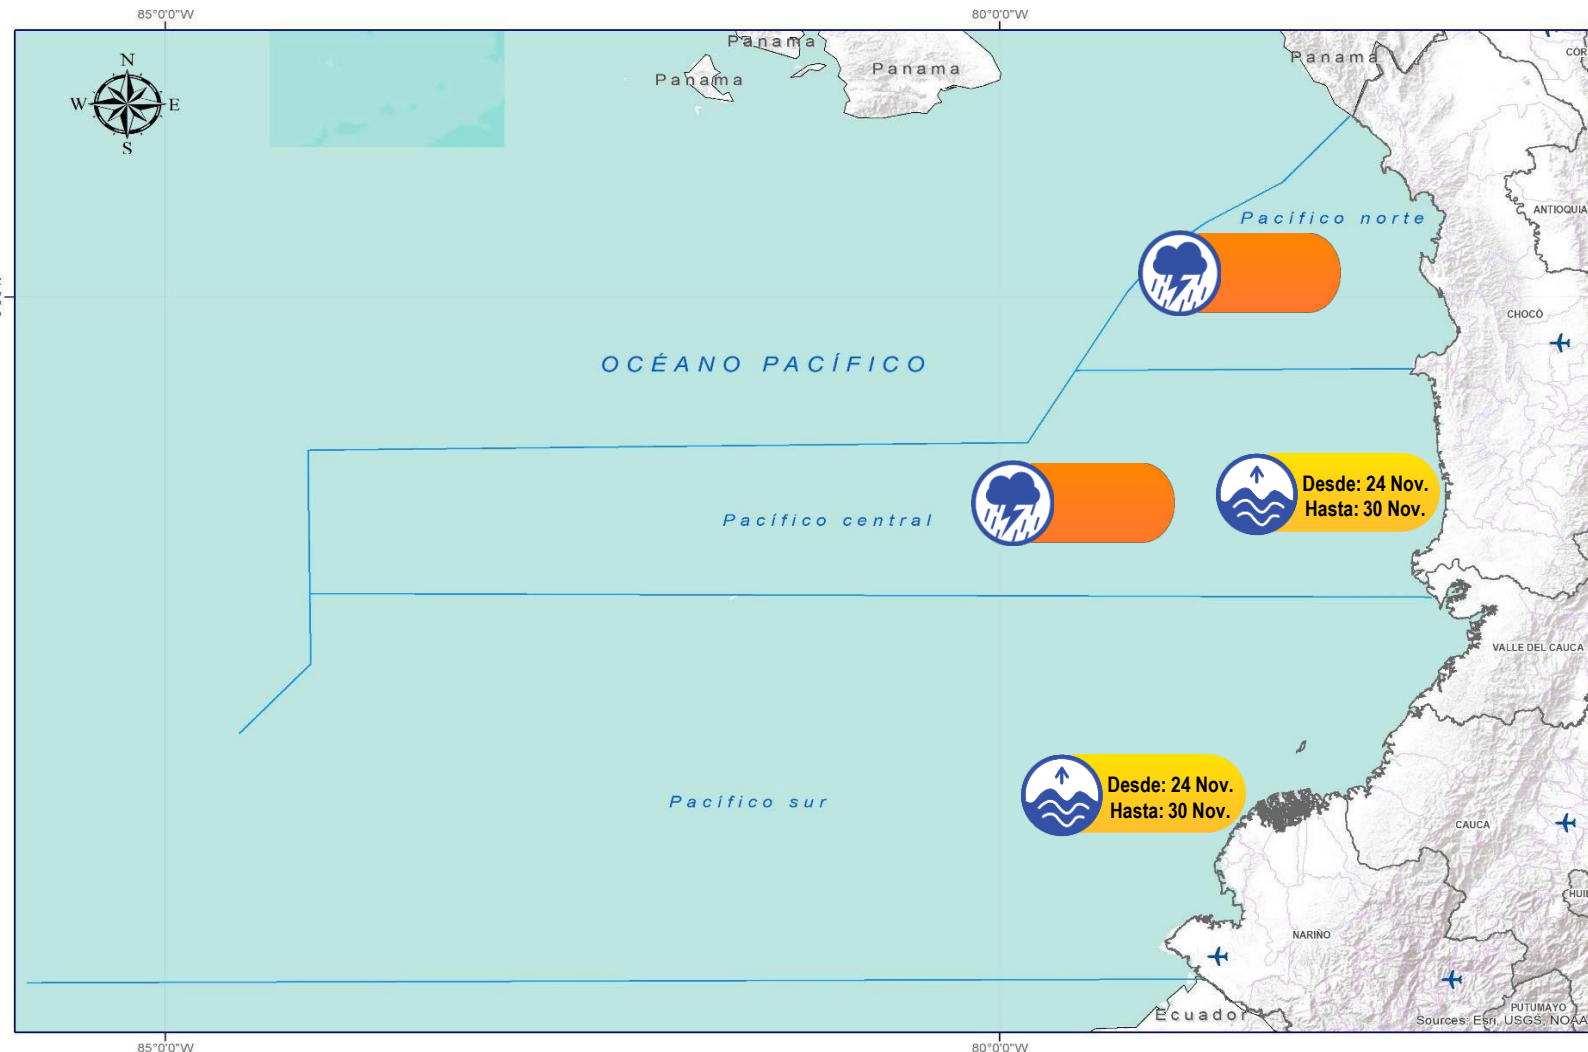 85°0'0"W
80°0'0"W
N
W
E
S
Panama
Panama
Panama
Panama
CÓR
ANTIOQUIA
Pacífico norte
CHOCÓ
OCÉANO PACÍFICO
Desde: 24 Nov.
Hasta: 30 Nov.
Pacífico central
VALLE DEL CAUCA
Desde: 24 Nov.
Hasta: 30 Nov.
Pacífico sur
CAUCA
HUIL
NARIÑO
PUTUMAYO
Ecuador
Sources: Esri, USGS, NOAA
85°0'0"W
80°0'0"W